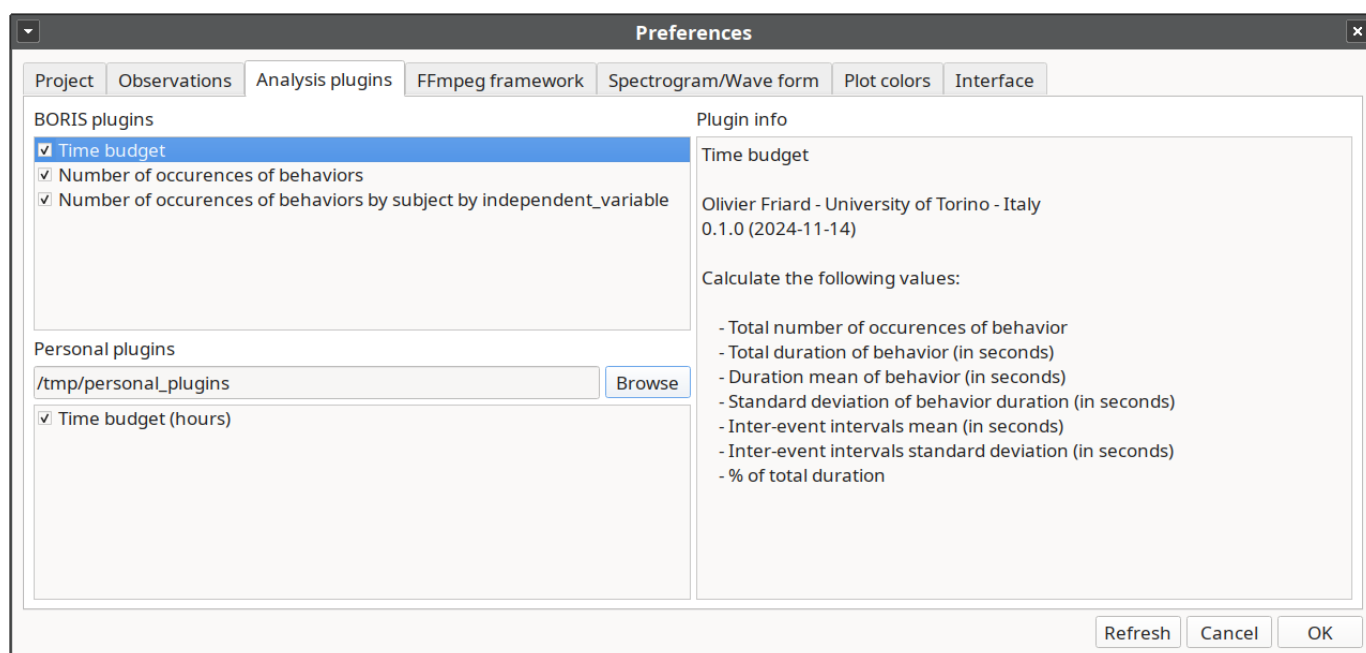 Preferences
Project Observations Analysis plugins FFmpeg framework Spectrogram/Wave form Plot colors Interface
BORIS plugins
Time budget
Number of occurences of behaviors
Number of occurences of behaviors by subject by independent_variable
Personal plugins
/tmp/personal_plugins Browse
Time budget (hours)
Plugin info
Time budget
Olivier Friard - University of Torino - Italy
0.1.0 (2024-11-14)
Calculate the following values:
- Total number of occurences of behavior
- Total duration of behavior (in seconds)
- Duration mean of behavior (in seconds)
- Standard deviation of behavior duration (in seconds)
- Inter-event intervals mean (in seconds)
- Inter-event intervals standard deviation (in seconds)
- % of total duration
Refresh Cancel OK